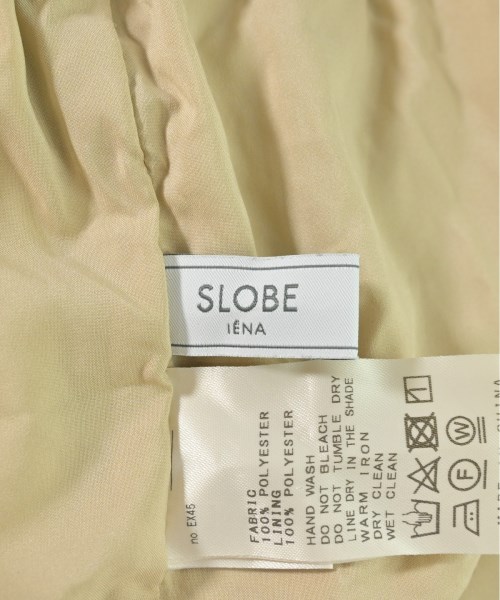 SLOBE
IÉNA
no. EX45
FABRIC
100% POLYESTER
LINING
100% POLYESTER
HAND WASH
DO NOT BLEACH
DO NOT TUMBLE DRY
LINE DRY IN THE SHADE
WARM IRON
DRY CLEAN
WET CLEAN
F
W